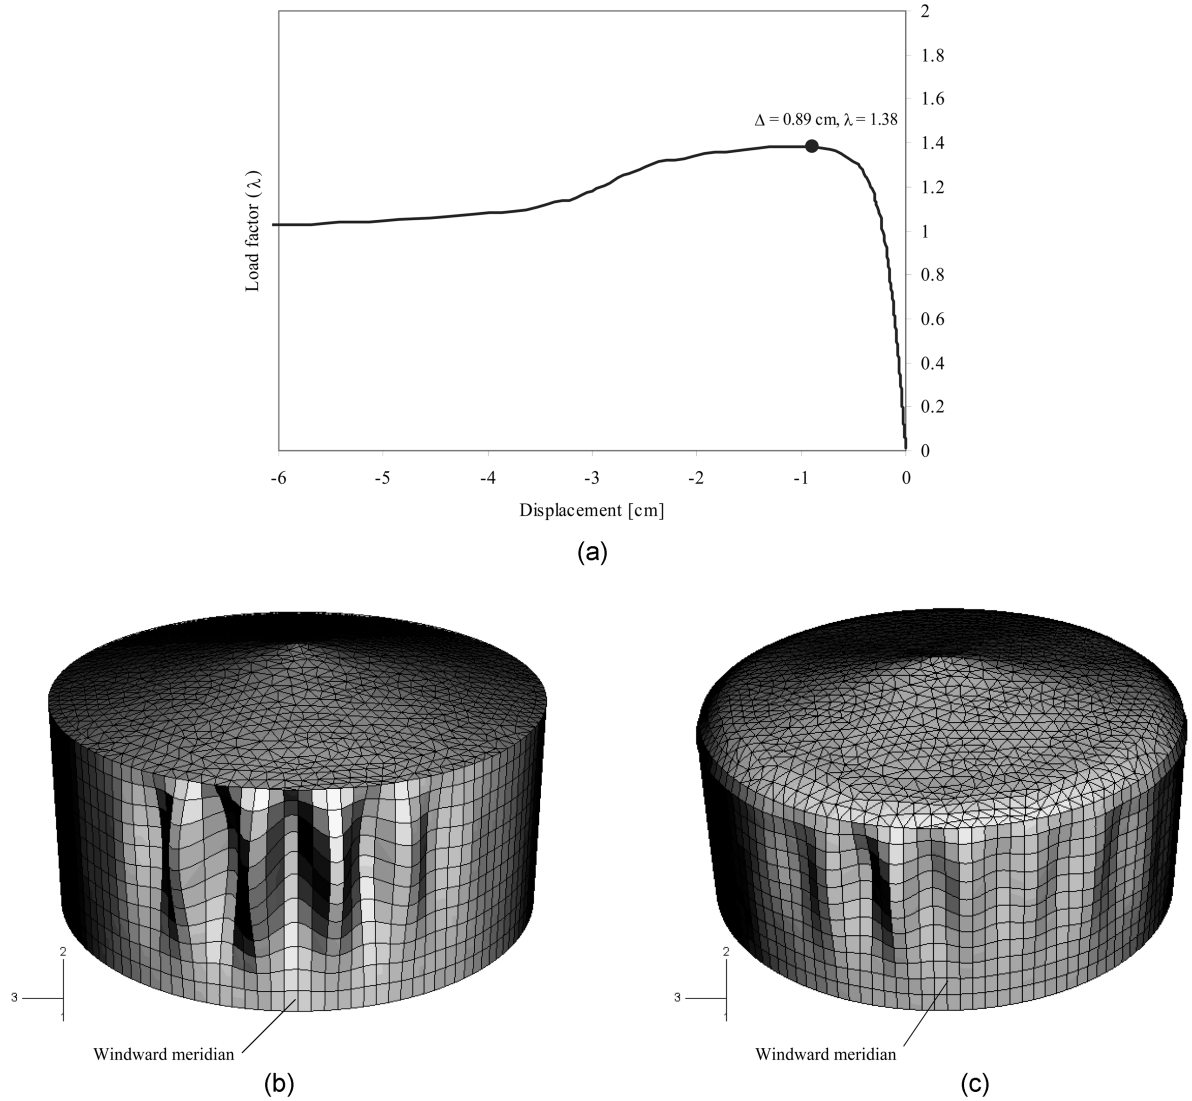 2
1.8
1.6
Δ = 0.89 cm, λ = 1.38
1.4
1.2
1
0.8
0.6
0.4
0.2
0
Load factor (λ)
-6 -5 -4 -3 -2 -1 0
Displacement [cm]
(a)
2
3
1
Windward meridian
(b)
2
3
1
Windward meridian
(c)